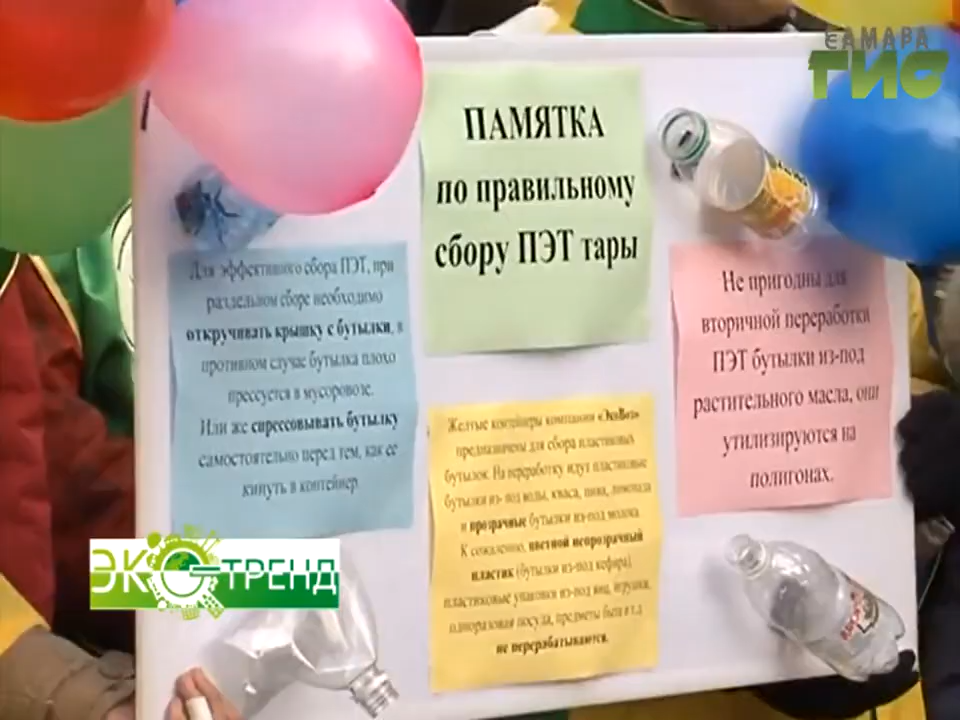 САМАРА
ГИС
ПАМЯТКА
по правильному
сбору ПЭТ тары
Для эффективного сбора ПЭТ, при
раздельном сборе необходимо
откручивать крышку с бутылки, в
противном случае бутылка плохо
прессуется в мусоровозе.
Или же спрессовывать бутылку
самостоятельно перед тем, как ее
кинуть в контейнер
Желтые контейнеры компании «ЭкоВоз»
предназначены для сбора пластиковых
бутылок. На переработку идут пластиковые
бутылки из-под воды, кваса, пива, лимонада
и прозрачные бутылки из-под молока.
К сожалению, цветной непрозрачный
пластик (бутылки из-под кефира),
пластиковые упаковки из-под яиц, игрушки,
одноразовая посуда, предметы быта и т.д.
не перерабатываются.
Не пригодны для
вторичной переработки
ПЭТ бутылки из-под
растительного масла, они
утилизируются на
полигонах.
ЭКО-ТРЕНД